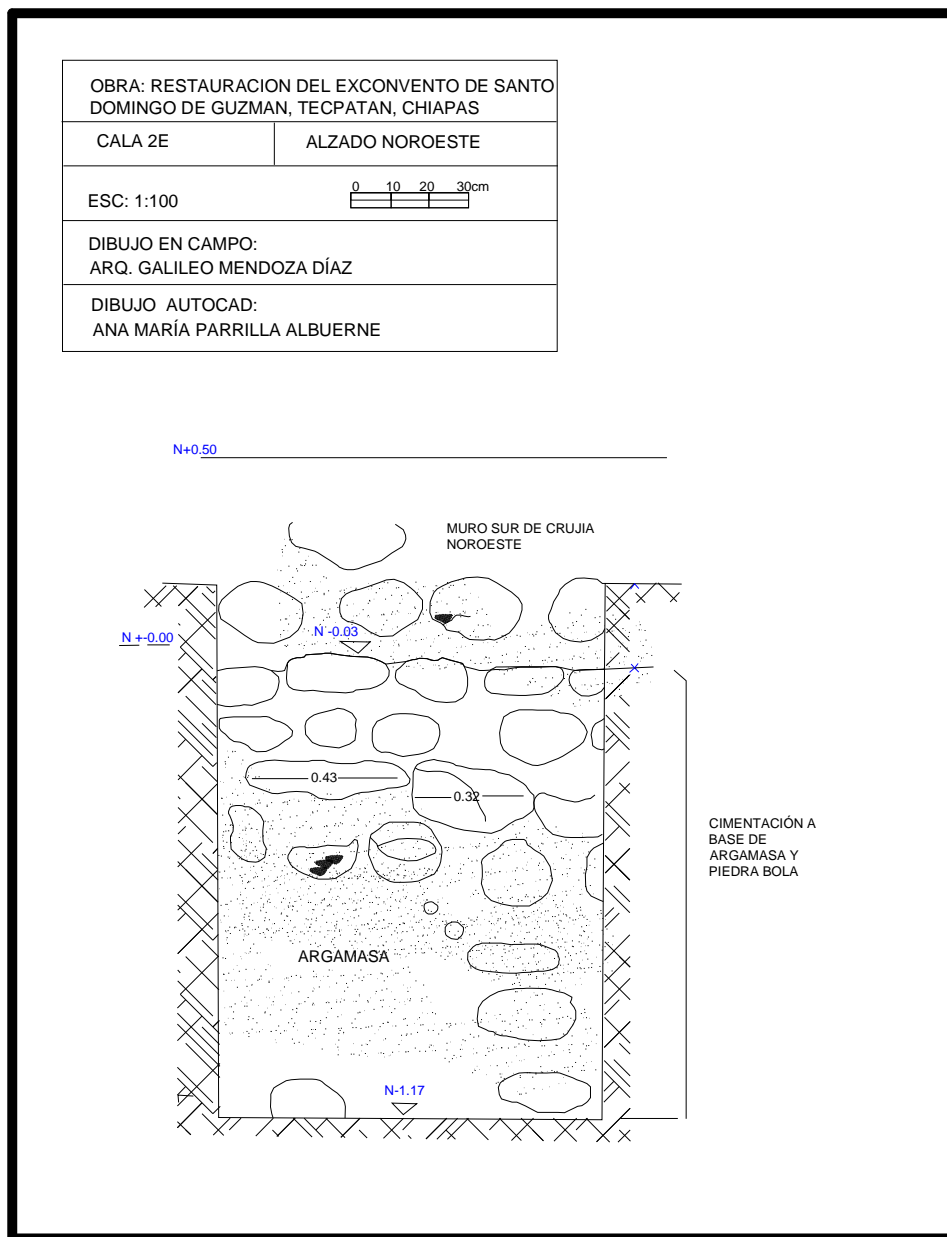 OBRA: RESTAURACION DEL EXCONVENTO DE SANTO
DOMINGO DE GUZMAN, TECPATAN, CHIAPAS
CALA 2E
ALZADO NOROESTE
ESC: 1:100
0 10 20 30cm
DIBUJO EN CAMPO:
ARQ. GALILEO MENDOZA DÍAZ
DIBUJO AUTOCAD:
ANA MARÍA PARRILLA ALBUERNE
N+0.50
MURO SUR DE CRUJIA
NOROESTE
N +-0.00
N -0.03
0.43
0.32
CIMENTACIÓN A
BASE DE
ARGAMASA Y
PIEDRA BOLA
ARGAMASA
N-1.17